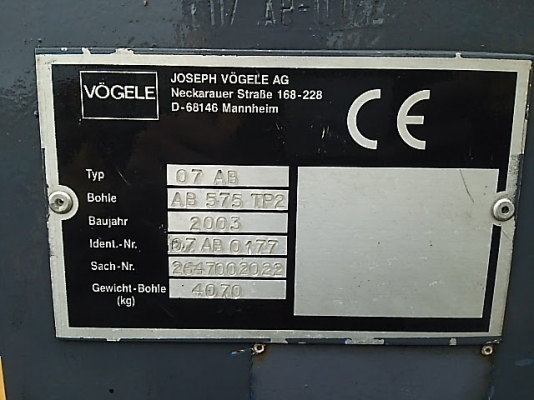 VÖGELE
JOSEPH VÖGELE AG
Neckarauer Straße 168-228
D-68146 Mannheim
CE
Typ 07 AB
Bohle AB 575 TP2
Baujahr 2003
Ident.-Nr. 07 AB 0177
Sach-Nr. 2647002022
Gewicht-Bohle 4070
(kg)